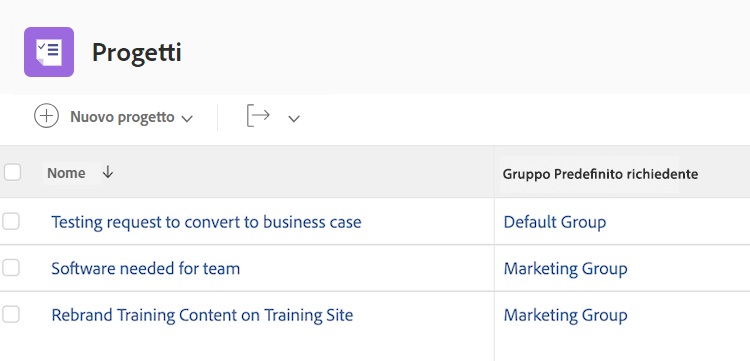 Progetti
Nuovo progetto
Nome Gruppo Predefinito richiedente
Testing request to convert to business case Default Group
Software needed for team Marketing Group
Rebrand Training Content on Training Site Marketing Group